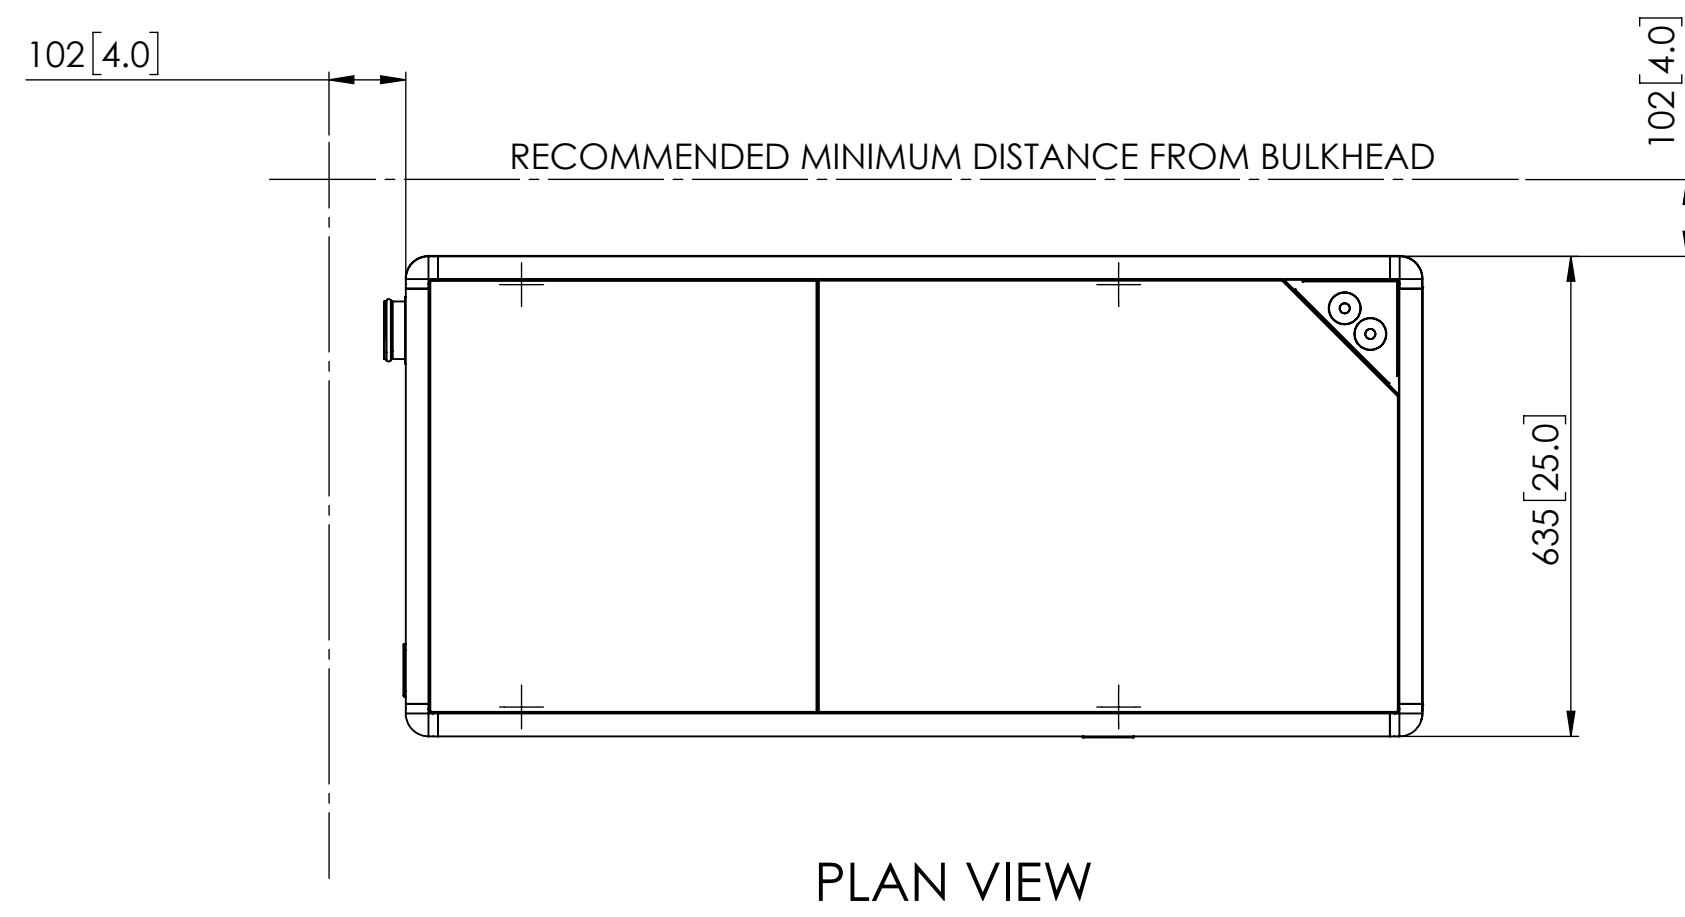 102[4.0]
102[4.0]
RECOMMENDED MINIMUM DISTANCE FROM BULKHEAD
635[25.0]
PLAN VIEW